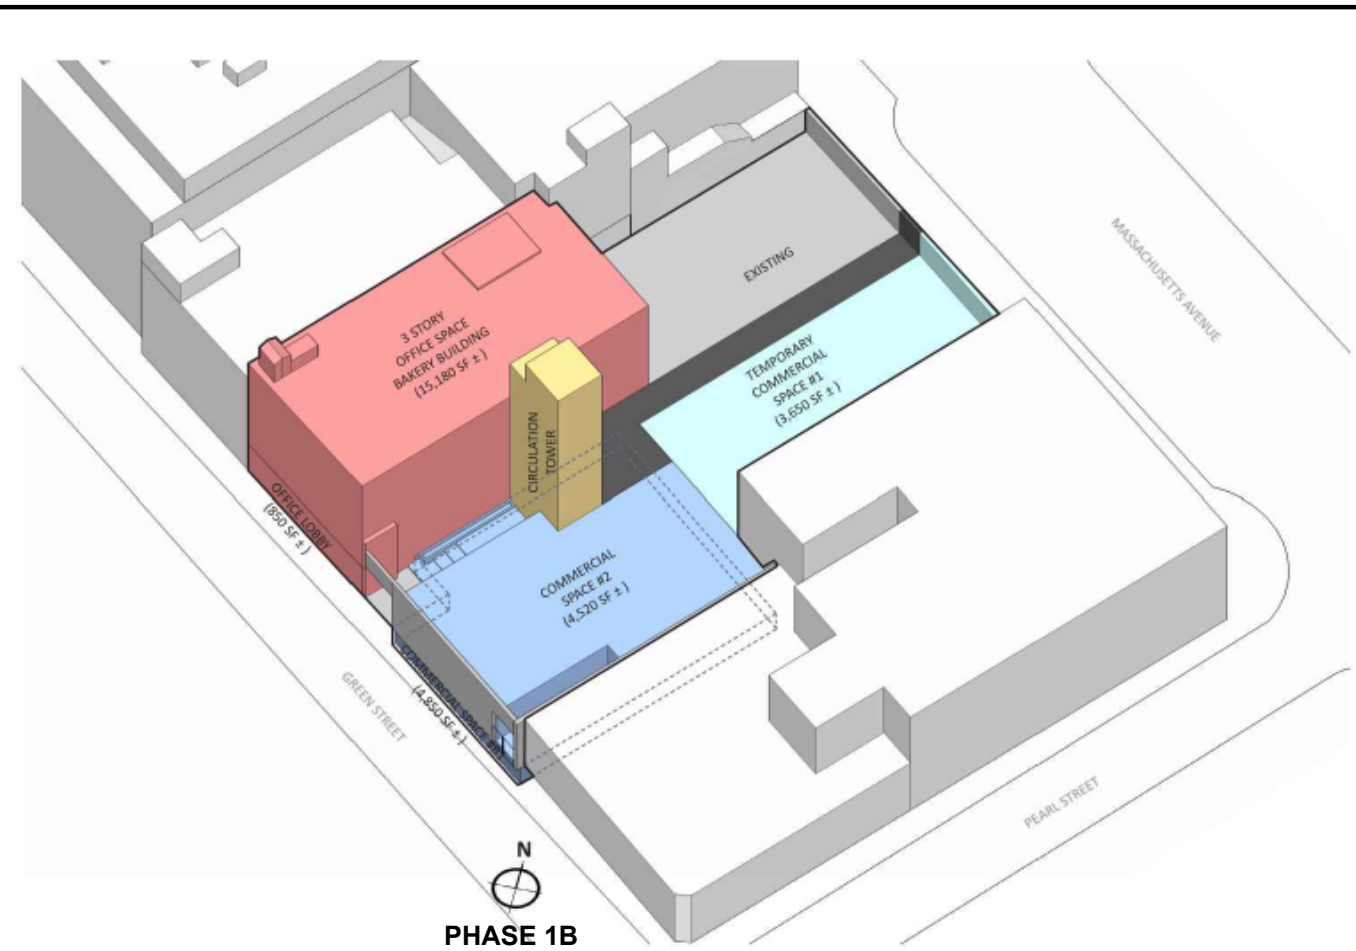 MASSACHUSETTS AVENUE
EXISTING
3 STORY
OFFICE SPACE
BAKERY BUILDING
(15,180 SF ± )
TEMPORARY
COMMERCIAL
SPACE #1
(3,650 SF ± )
CIRCULATION
TOWER
OFFICE LOBBY
(850 SF ± )
COMMERCIAL
SPACE #2
(4,520 SF ± )
COMMERCIAL SPACE
(4,850 SF ± )
GREEN STREET
PEARL STREET
N
PHASE 1B